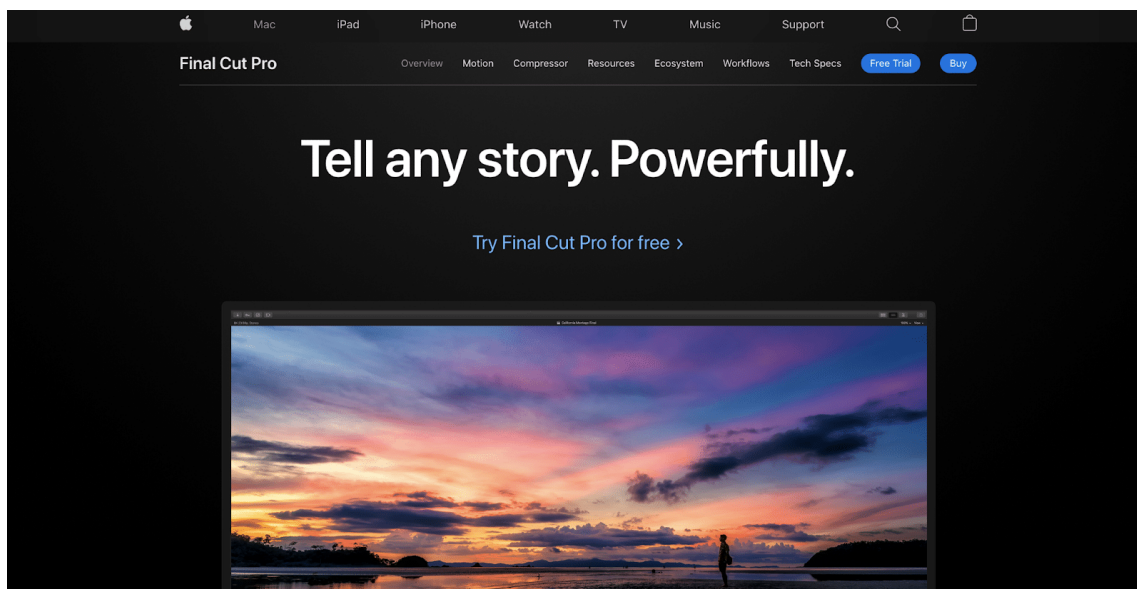 Mac iPad iPhone Watch TV Music Support
Final Cut Pro Overview Motion Compressor Resources Ecosystem Workflows Tech Specs Free Trial Buy
Tell any story. Powerfully.
Try Final Cut Pro for free ›